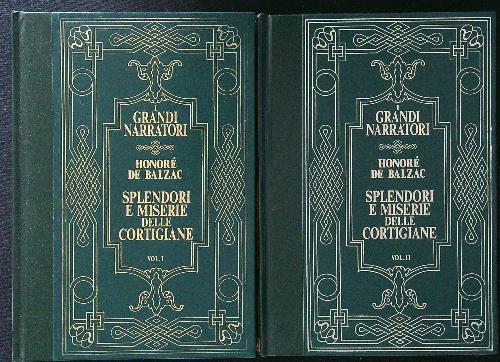 I
GRANDI
NARRATORI
HONORÉ
DE BALZAC
SPLENDORI
E MISERIE
DELLE
CORTIGIANE
VOL. I
I
GRANDI
NARRATORI
HONORÉ
DE BALZAC
SPLENDORI
E MISERIE
DELLE
CORTIGIANE
VOL. II